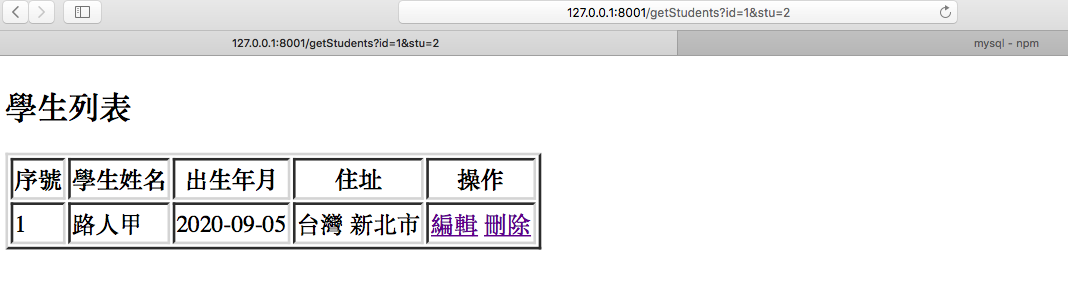 127.0.0.1:8001/getStudents?id=1&stu=2
127.0.0.1:8001/getStudents?id=1&stu=2 mysql - npm
學生列表
序號 學生姓名 出生年月 住址 操作
1 路人甲 2020-09-05 台灣 新北市 編輯 刪除